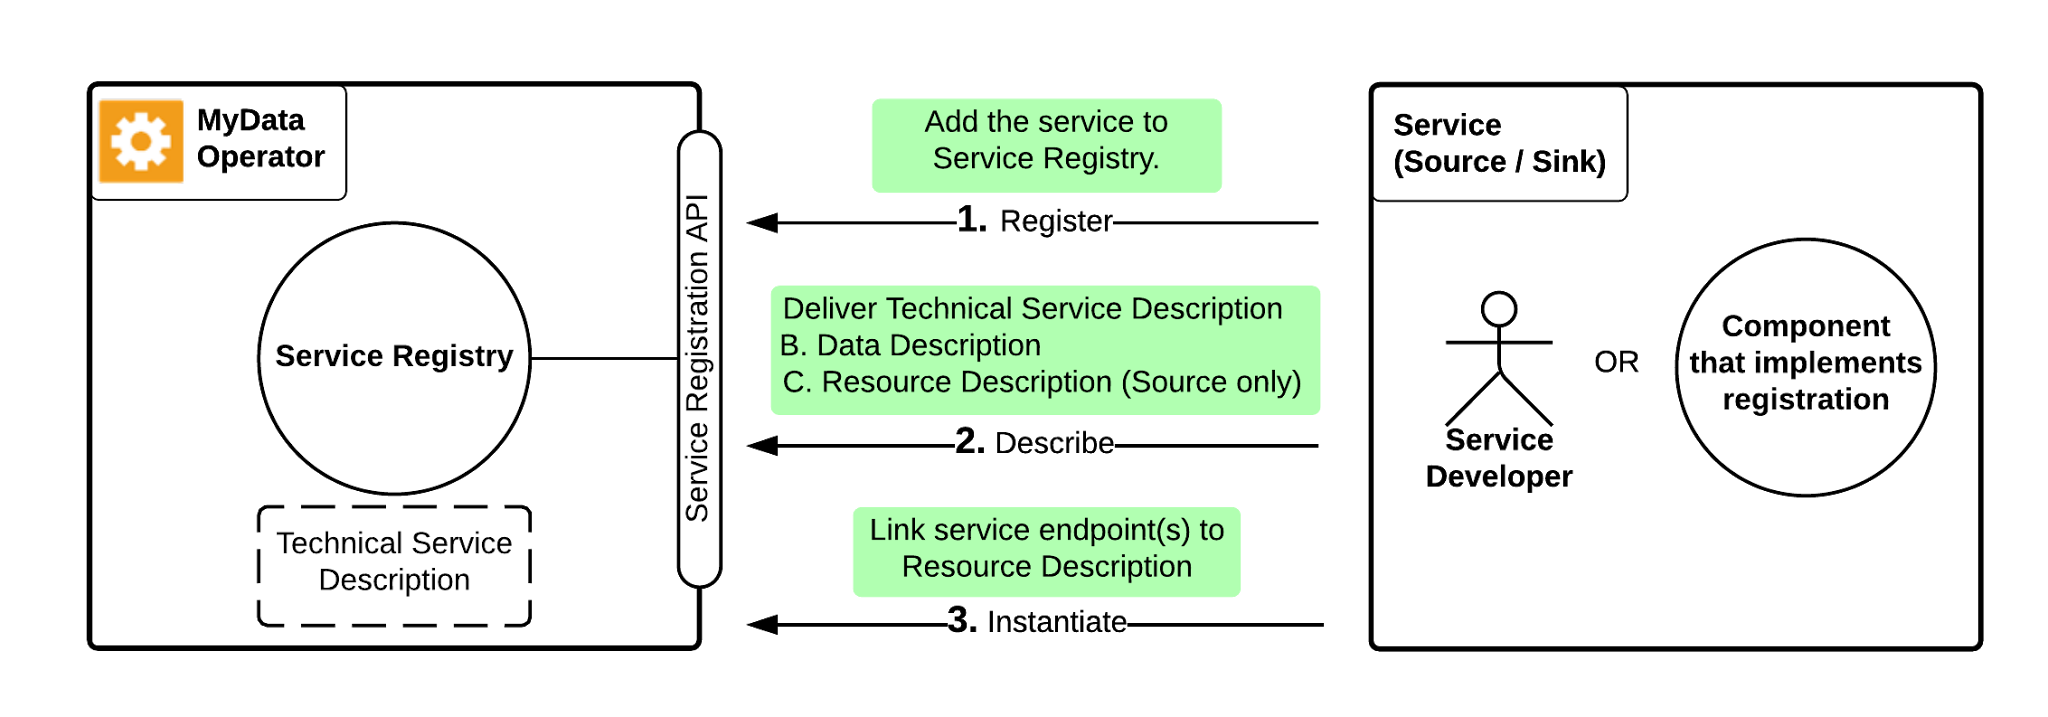 MyData
Operator
Service Registry
Technical Service
Description
Service Registration API
Add the service to
Service Registry.
1. Register
Deliver Technical Service Description
B. Data Description
C. Resource Description (Source only)
2. Describe
Link service endpoint(s) to
Resource Description
3. Instantiate
Service
(Source / Sink)
Service
Developer
OR
Component
that implements
registration